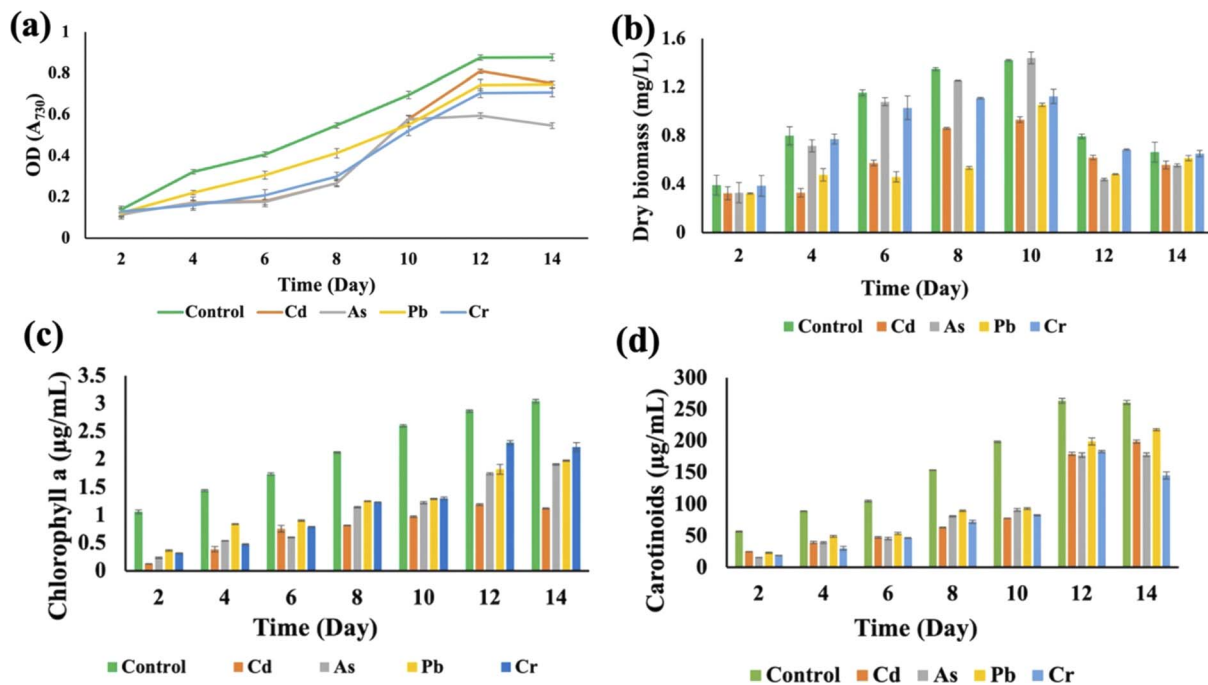 (a)
1
0.8
0.6
0.4
0.2
0
OD (A730)
2 4 6 8 10 12 14
Time (Day)
Control Cd As Pb Cr
(b)
1.6
1.2
0.8
0.4
0
Dry biomass (mg/L)
2 4 6 8 10 12 14
Time (Day)
Control Cd As Pb Cr
(c)
3.5
3
2.5
2
1.5
1
0.5
0
Chlorophyll a (µg/mL)
2 4 6 8 10 12 14
Time (Day)
Control Cd As Pb Cr
(d)
300
250
200
150
100
50
0
Carotinoids (µg/mL)
2 4 6 8 10 12 14
Time (Day)
Control Cd As Pb Cr